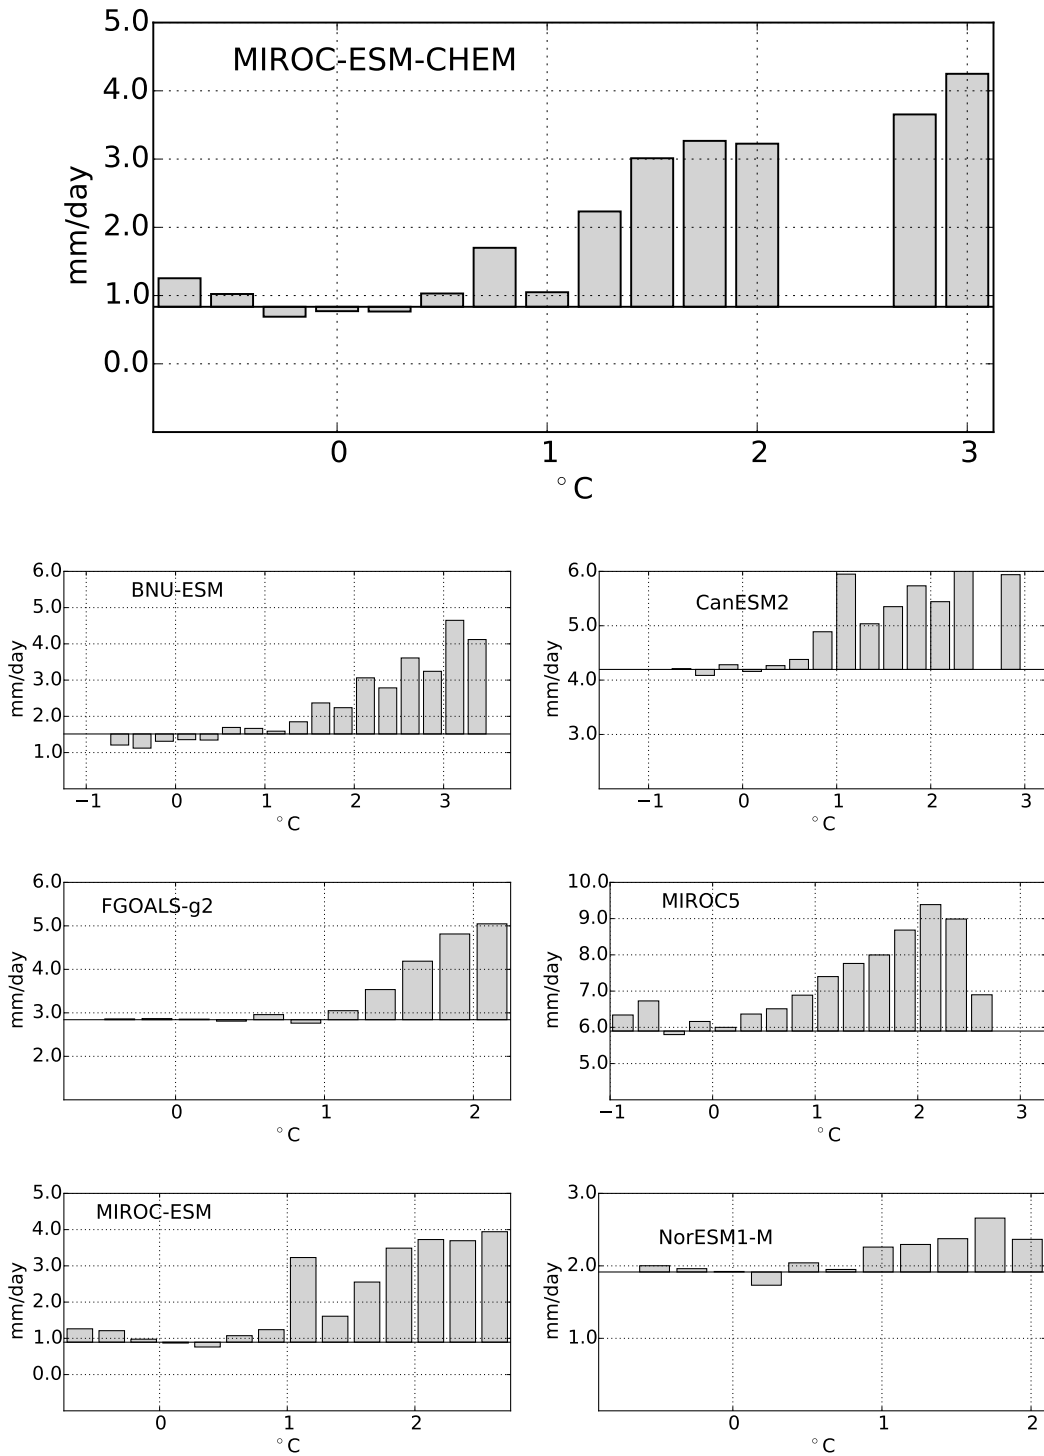 MIROC-ESM-CHEM
mm/day
5.0
4.0
3.0
2.0
1.0
0.0
0 1 2 3
°C
BNU-ESM
mm/day
6.0
5.0
4.0
3.0
2.0
1.0
−1 0 1 2 3
°C
CanESM2
mm/day
6.0
5.0
4.0
3.0
−1 0 1 2 3
°C
FGOALS-g2
mm/day
6.0
5.0
4.0
3.0
2.0
0 1 2
°C
MIROC5
mm/day
10.0
9.0
8.0
7.0
6.0
5.0
−1 0 1 2 3
°C
MIROC-ESM
mm/day
5.0
4.0
3.0
2.0
1.0
0.0
0 1 2
°C
NorESM1-M
mm/day
3.0
2.0
1.0
0 1 2
°C